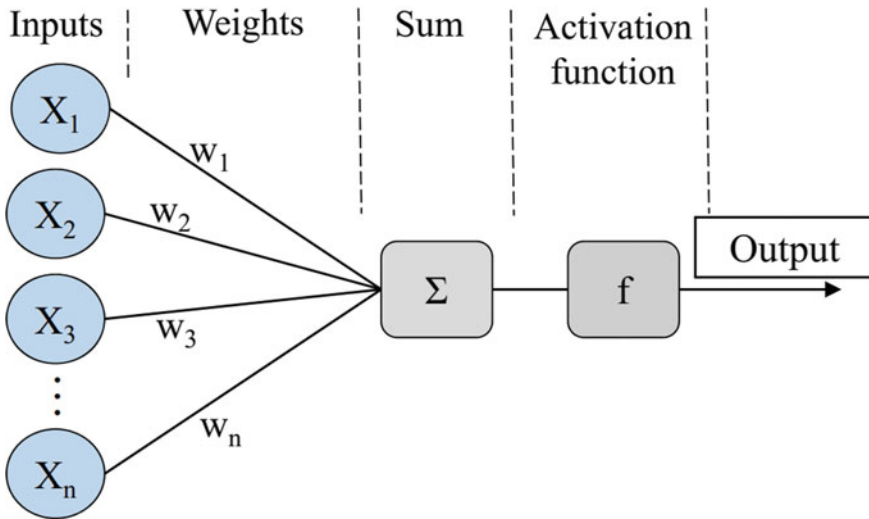 Inputs
Weights
Sum
Activation
function
X₁
w₁
X₂
w₂
X₃
w₃
⋮
Xₙ
wₙ
Σ
f
Output